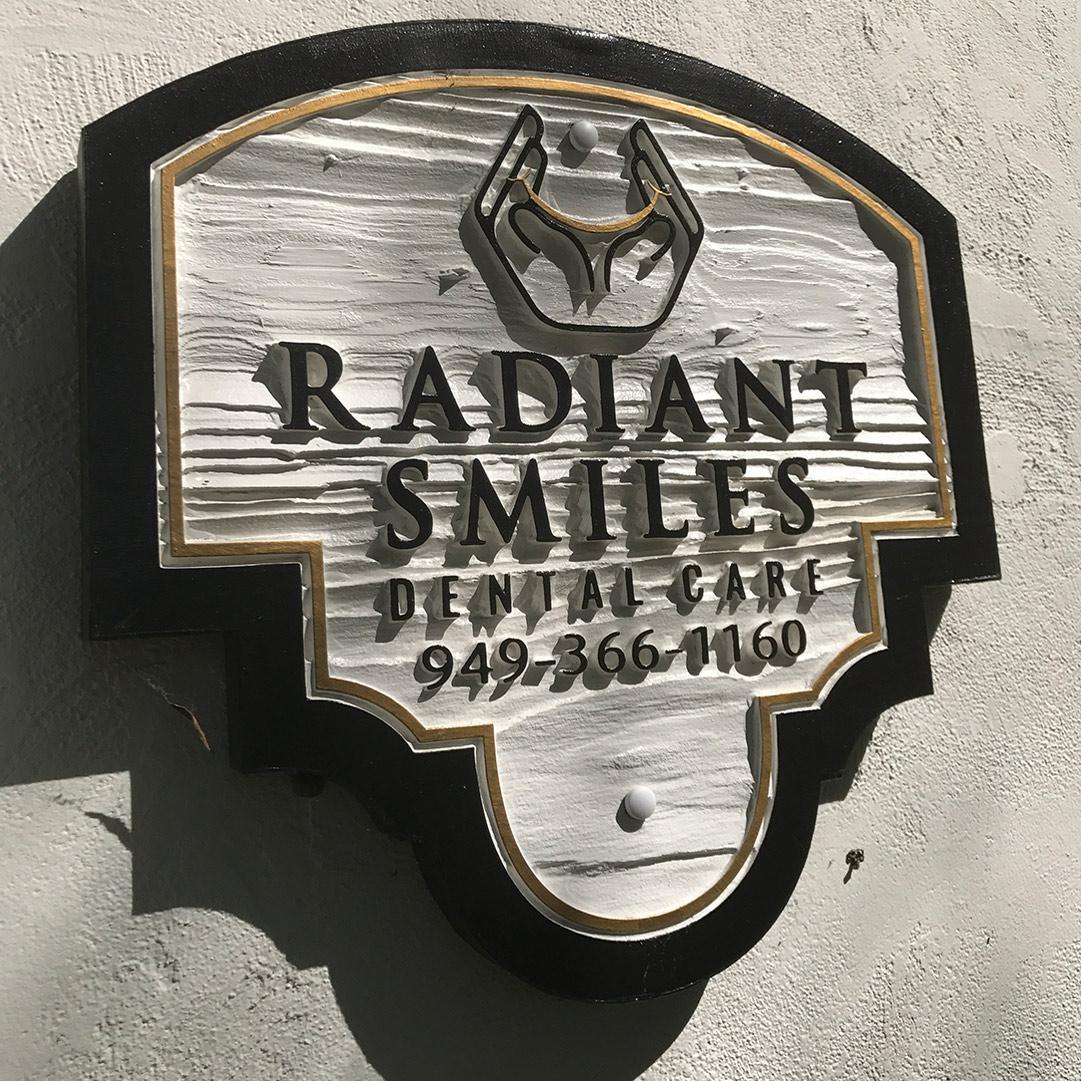 RADIANT
SMILES
DENTAL CARE
949-366-1160